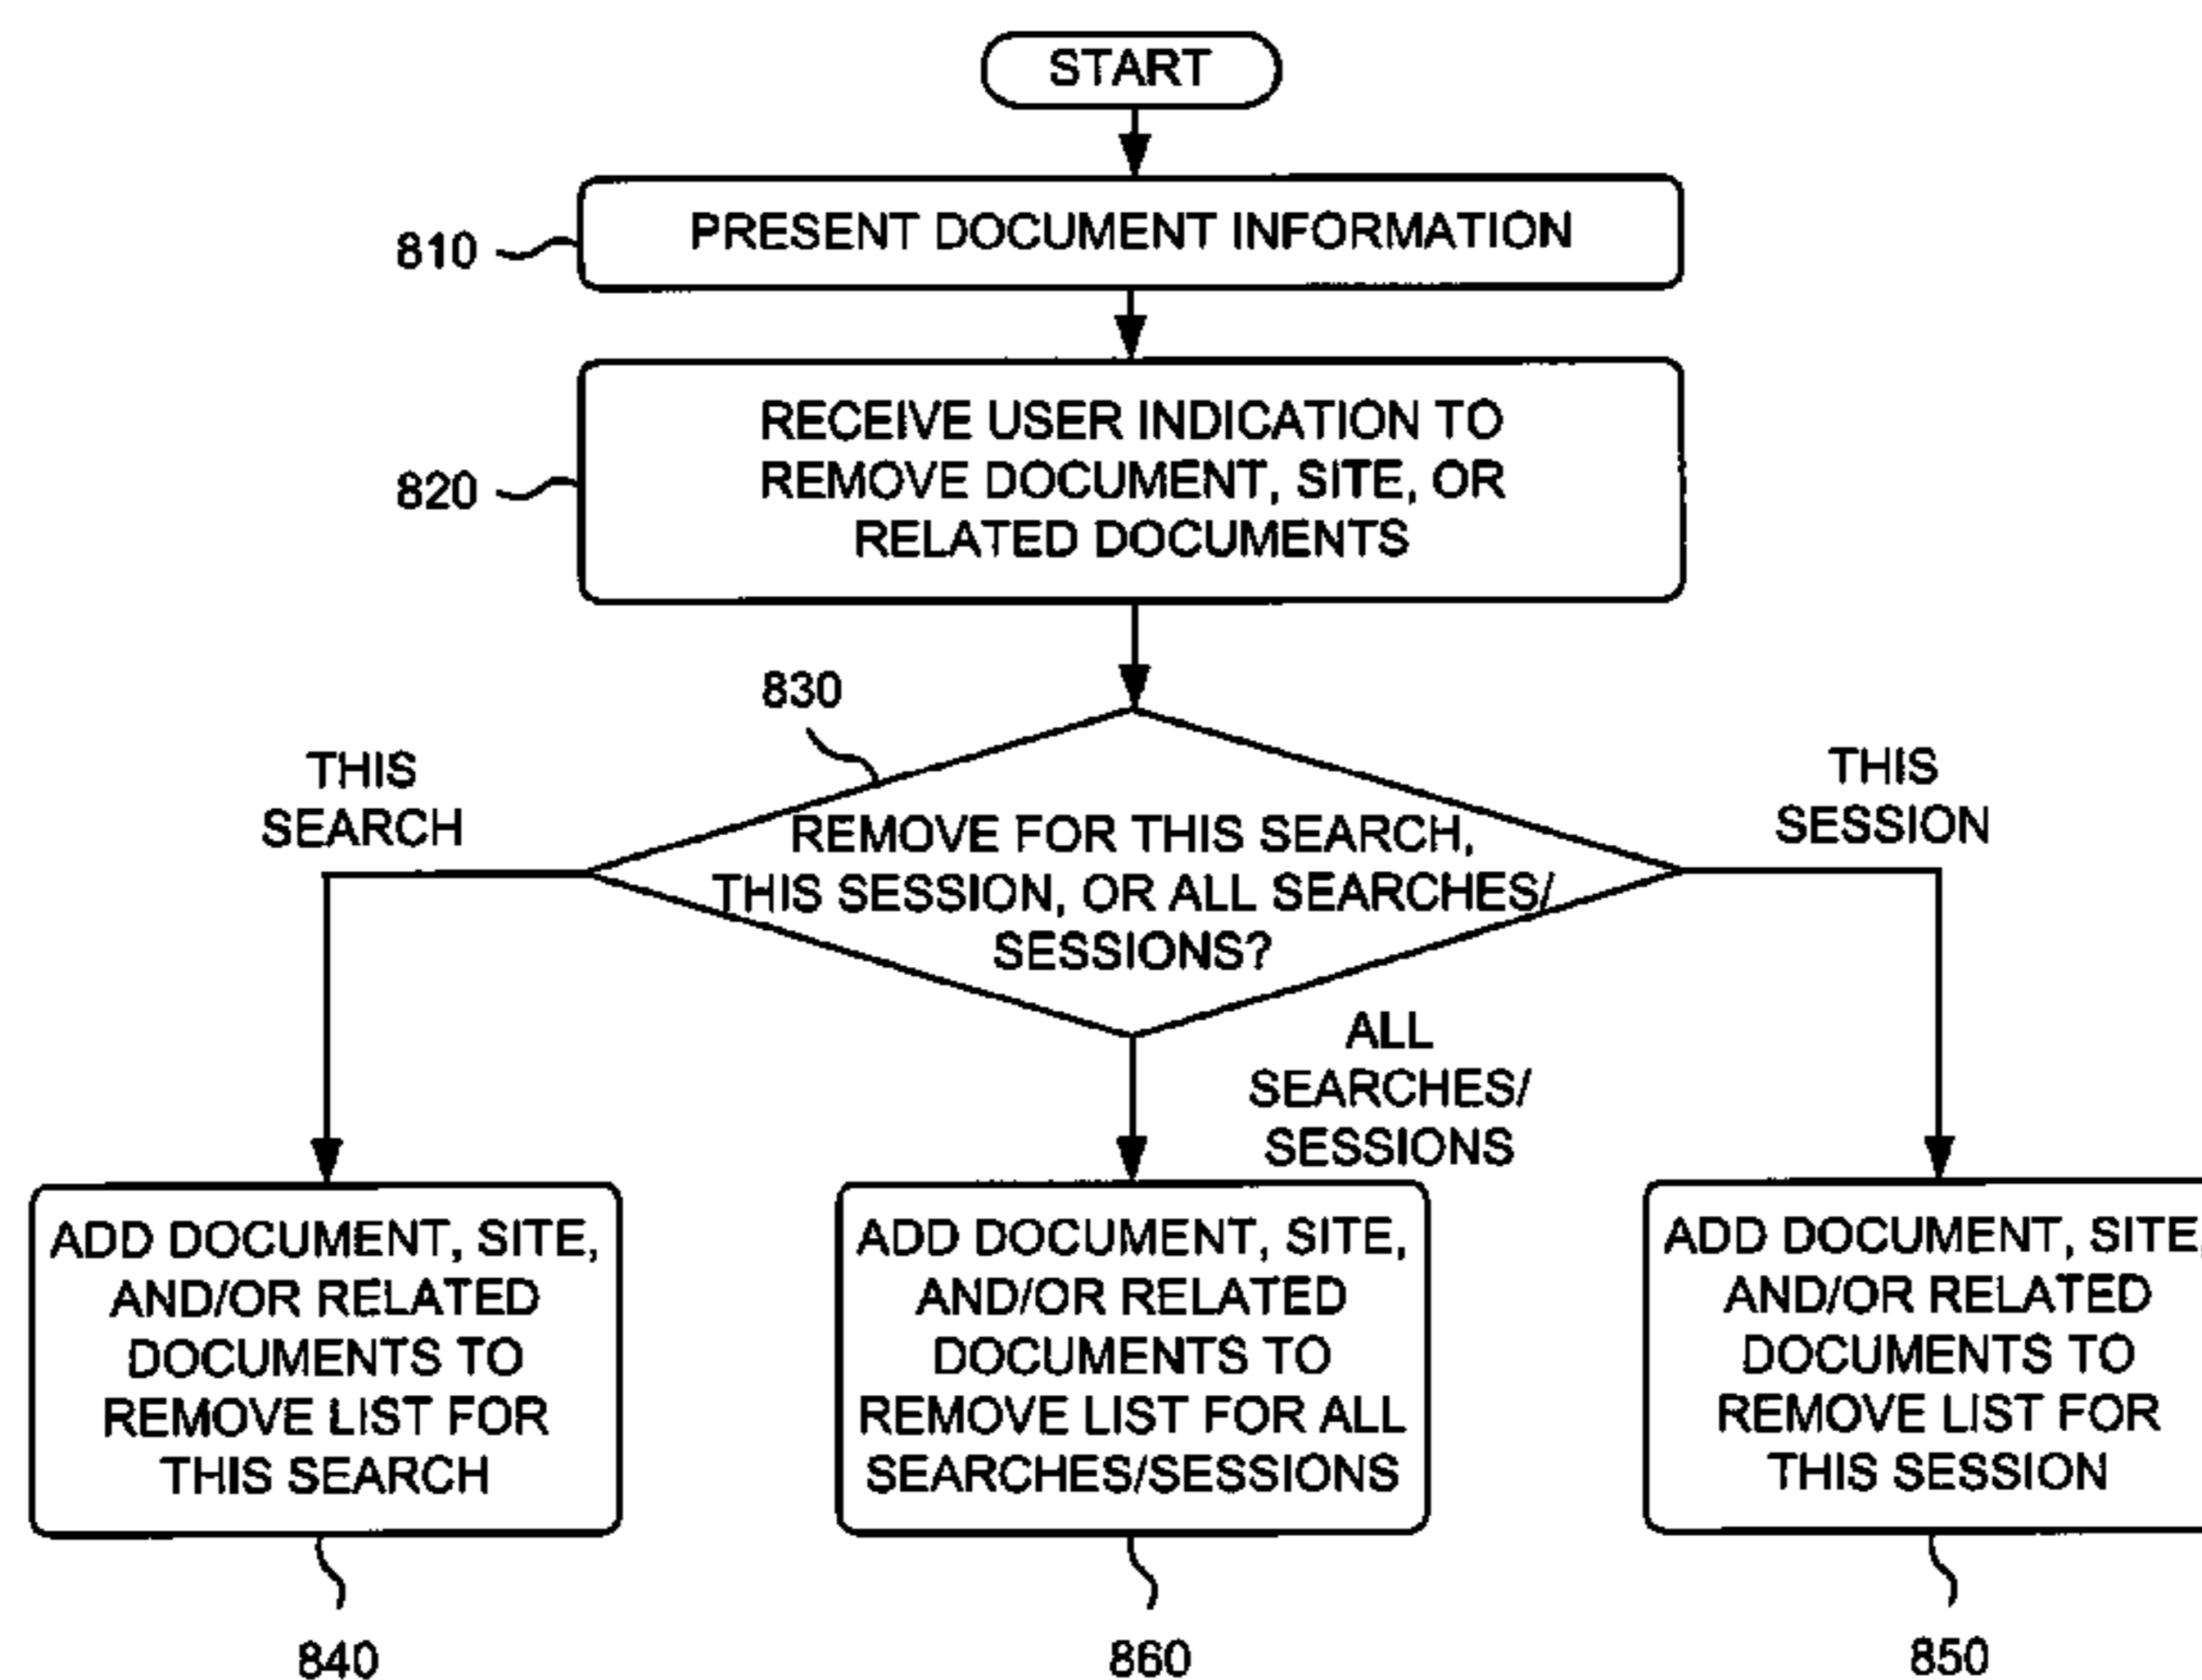 START
810
PRESENT DOCUMENT INFORMATION
820
RECEIVE USER INDICATION TO
REMOVE DOCUMENT, SITE, OR
RELATED DOCUMENTS
830
THIS
SEARCH
REMOVE FOR THIS SEARCH,
THIS SESSION, OR ALL SEARCHES/
SESSIONS?
THIS
SESSION
ALL
SEARCHES/
SESSIONS
ADD DOCUMENT, SITE,
AND/OR RELATED
DOCUMENTS TO
REMOVE LIST FOR
THIS SEARCH
840
ADD DOCUMENT, SITE,
AND/OR RELATED
DOCUMENTS TO
REMOVE LIST FOR ALL
SEARCHES/SESSIONS
860
ADD DOCUMENT, SITE,
AND/OR RELATED
DOCUMENTS TO
REMOVE LIST FOR
THIS SESSION
850